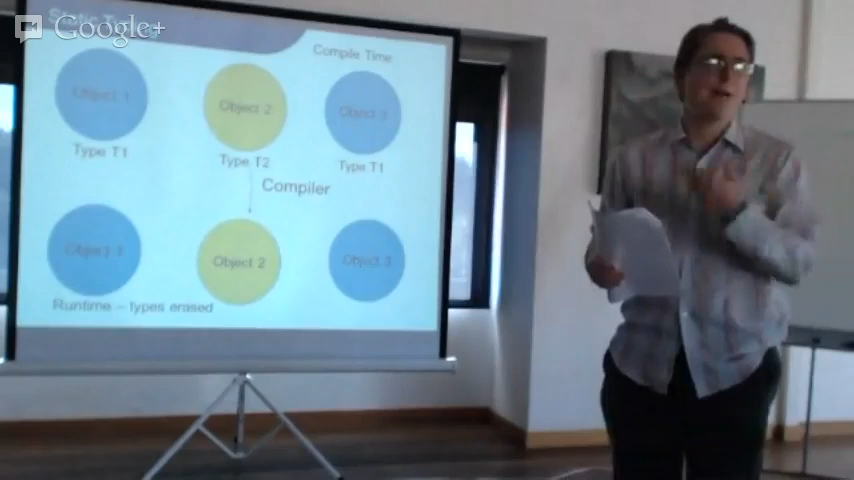 Google+
Compile Time
Object 1
Object 2
Object 3
Type T1
Type T2
Type T1
Compiler
Object 1
Object 2
Object 3
Runtime – types erased